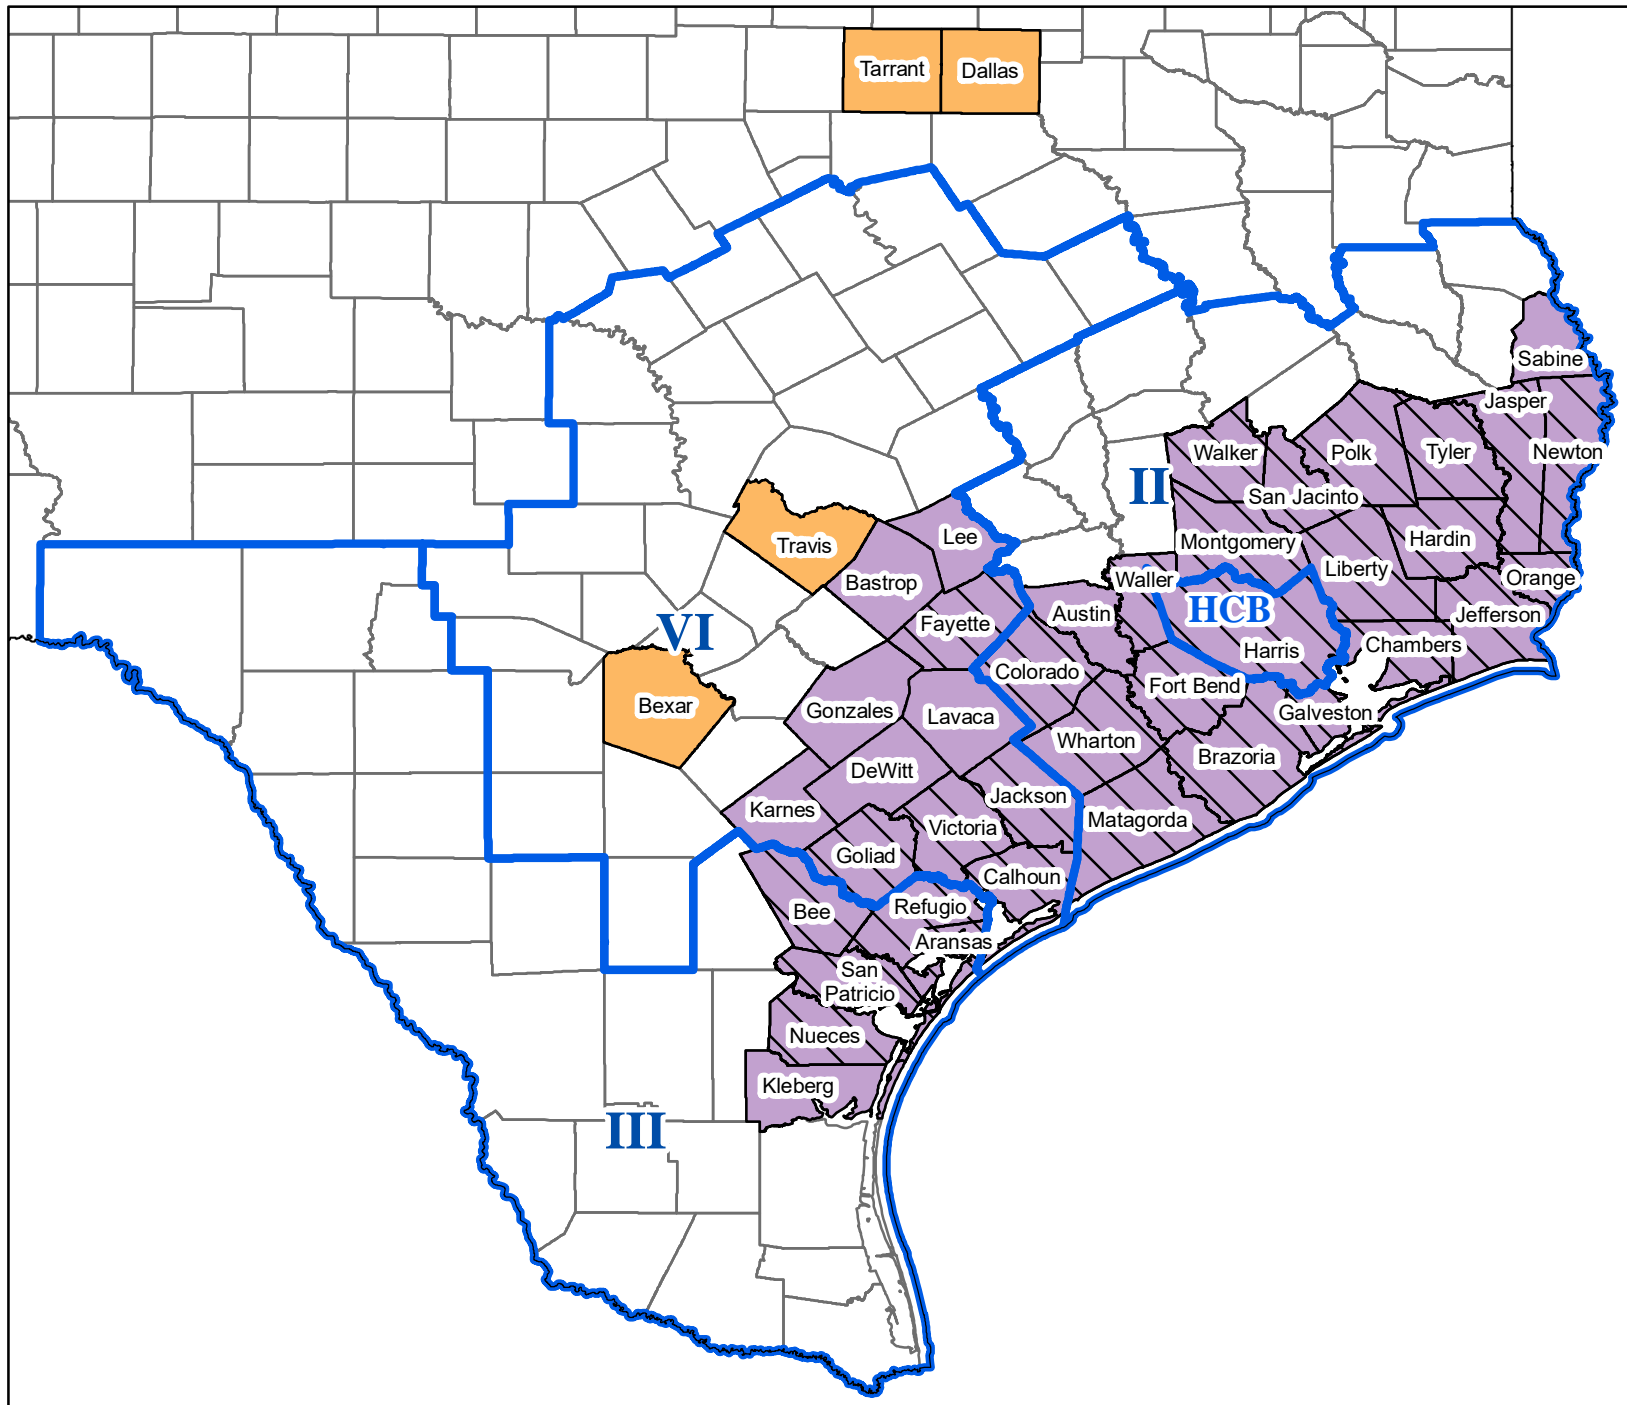 Tarrant
Dallas
Sabine
Jasper
Walker
Polk
Tyler
Newton
II
San Jacinto
Lee
Travis
Montgomery
Hardin
Liberty
Bastrop
Waller
Orange
HCB
Austin
Fayette
Jefferson
VI
Harris
Chambers
Colorado
Fort Bend
Bexar
Gonzales
Lavaca
Galveston
Wharton
Brazoria
DeWitt
Jackson
Karnes
Matagorda
Victoria
Goliad
Calhoun
Refugio
Bee
Aransas
San
Patricio
Nueces
Kleberg
III